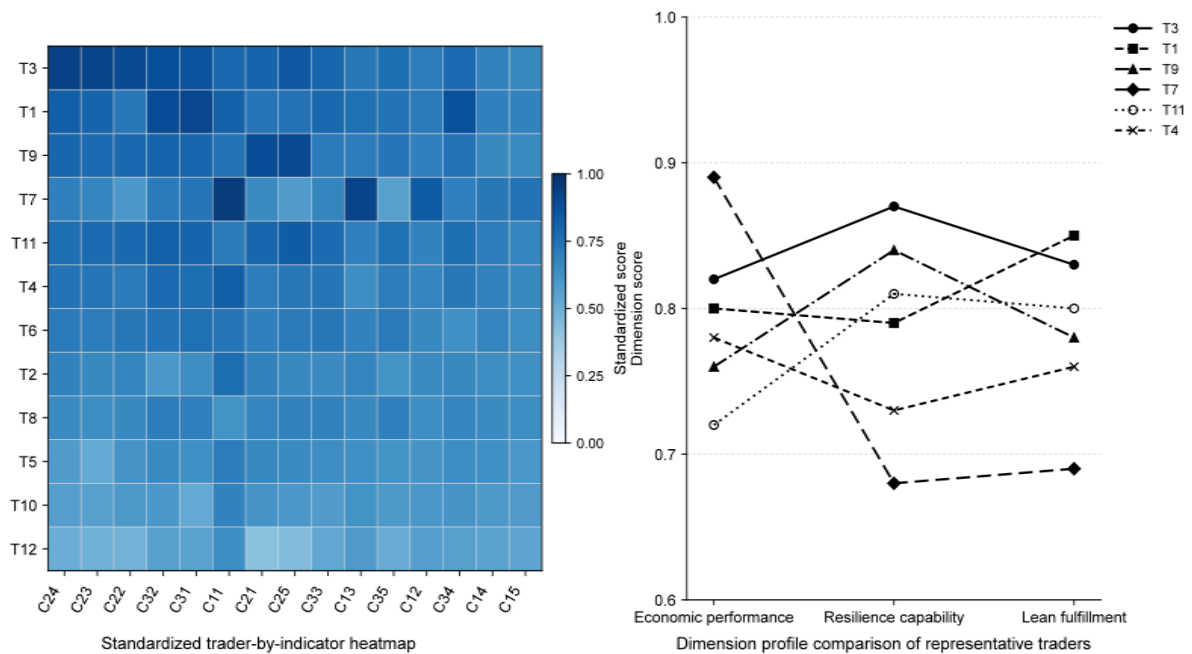 T3
T1
T9
T7
T11
T4
T6
T2
T8
T5
T10
T12
C24
C23
C22
C32
C31
C11
C21
C25
C33
C13
C35
C12
C34
C14
C15
Standardized trader-by-indicator heatmap
1.00
0.75
0.50
0.25
0.00
Standardized score
Dimension score
1.0
0.9
0.8
0.7
0.6
Economic performance
Resilience capability
Lean fulfillment
Dimension profile comparison of representative traders
T3
T1
T9
T7
T11
T4